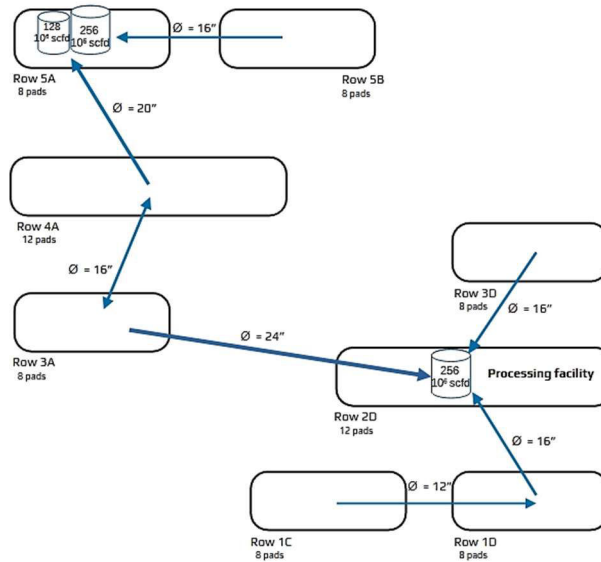 128
10⁶ scfd
256
10⁶ scfd
Ø = 16"
Row 5A
8 pads
Row 5B
8 pads
Ø = 20"
Row 4A
12 pads
Ø = 16"
Row 3D
8 pads
Ø = 16"
Row 3A
8 pads
Ø = 24"
256
10⁶ scfd
Processing facility
Row 2D
12 pads
Ø = 16"
Ø = 12"
Row 1C
8 pads
Row 1D
8 pads